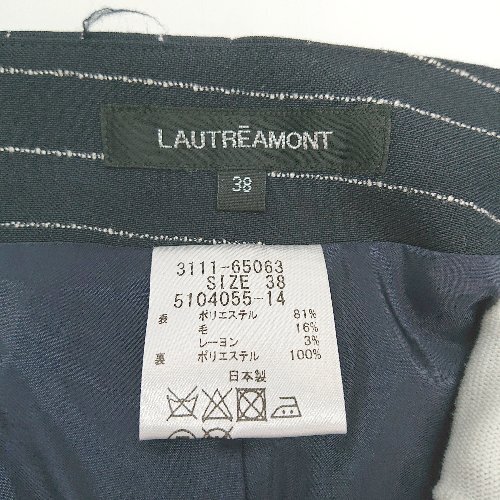 LAUTRĒAMONT
38
3111-65063
SIZE 38
5104055-14
表 ポリエステル 81%
毛 16%
レーヨン 3%
裏 ポリエステル 100%
日本製